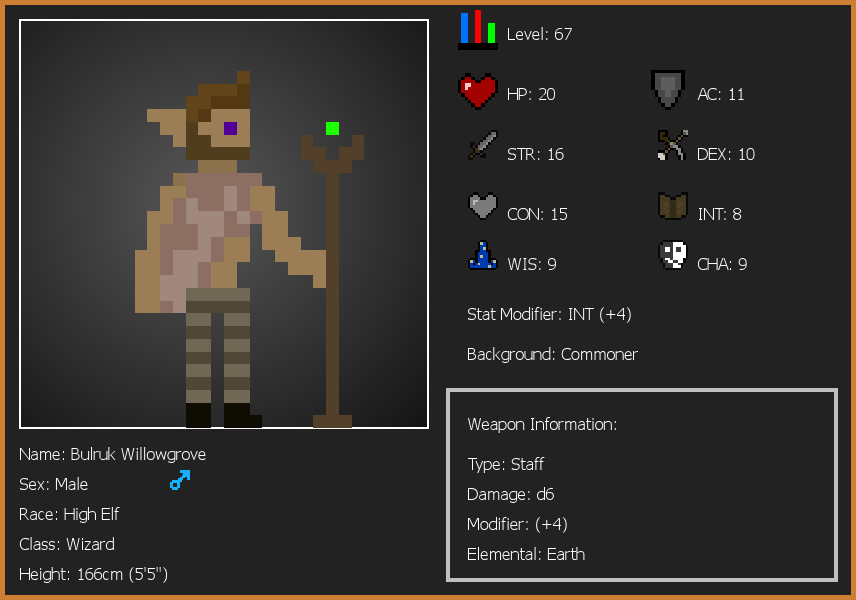 Level: 67
HP: 20
AC: 11
STR: 16
DEX: 10
CON: 15
INT: 8
WIS: 9
CHA: 9
Stat Modifier: INT (+4)
Background: Commoner
Weapon Information:
Type: Staff
Damage: d6
Modifier: (+4)
Elemental: Earth
Name: Bulruk Willowgrove
Sex: Male
Race: High Elf
Class: Wizard
Height: 166cm (5'5")